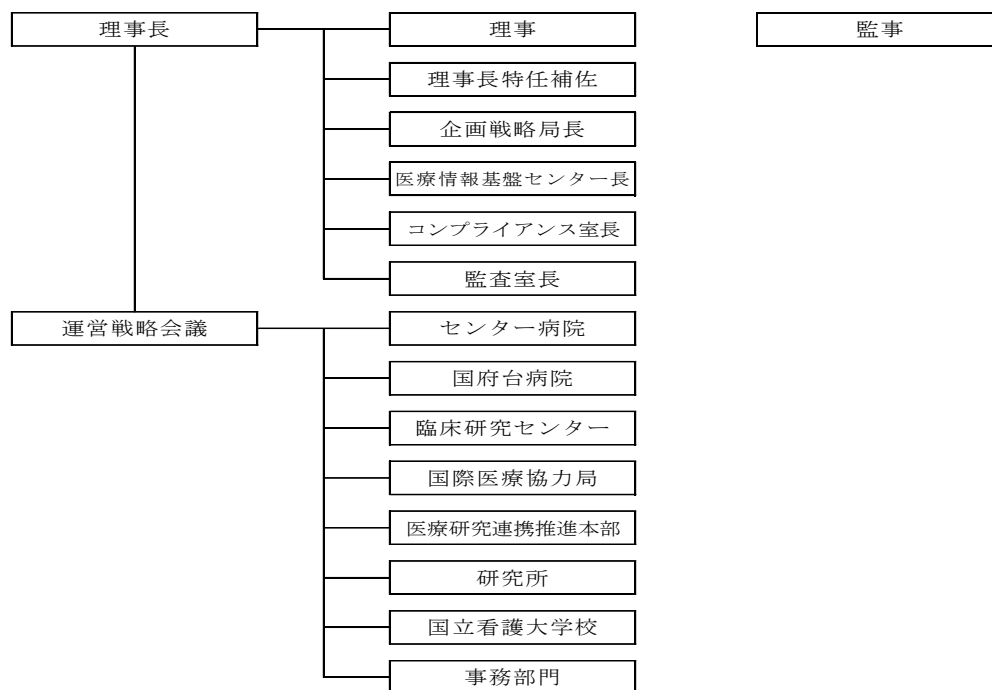 理事長
理事
監事
理事長特任補佐
企画戦略局長
医療情報基盤センター長
コンプライアンス室長
監査室長
運営戦略会議
センター病院
国府台病院
臨床研究センター
国際医療協力局
医療研究連携推進本部
研究所
国立看護大学校
事務部門